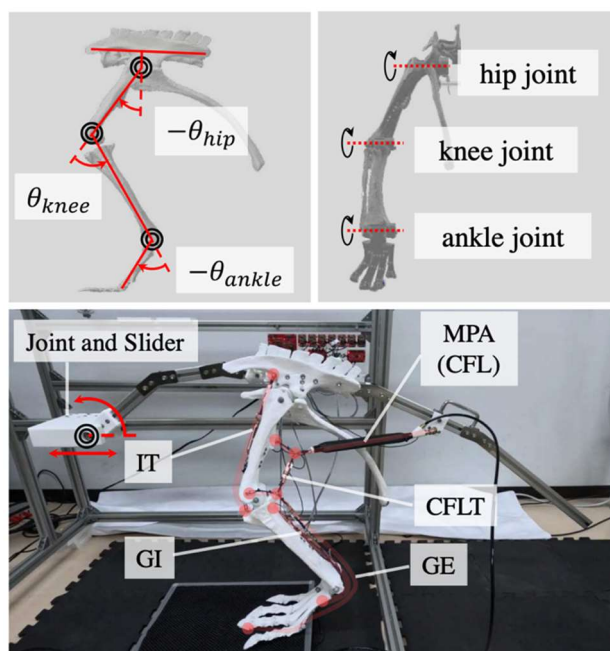 −θhip
θknee
−θankle
hip joint
knee joint
ankle joint
Joint and Slider
MPA
(CFL)
IT
CFLT
GI
GE